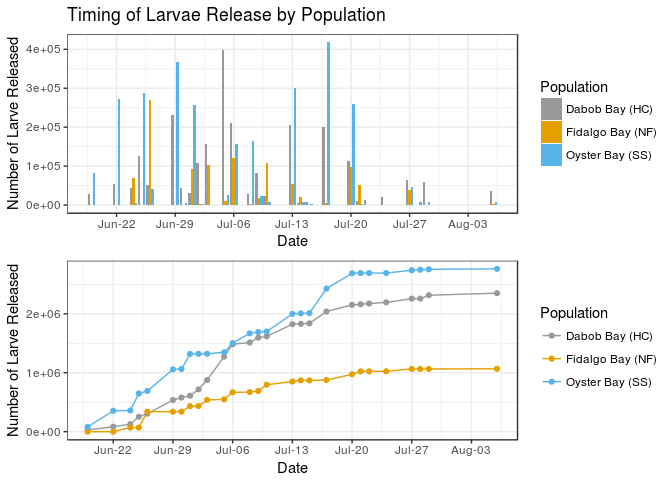 Timing of Larvae Release by Population
Number of Larve Released
4e+05
3e+05
2e+05
1e+05
0e+00
Jun-22 Jun-29 Jul-06 Jul-13 Jul-20 Jul-27 Aug-03
Date
Population
Dabob Bay (HC)
Fidalgo Bay (NF)
Oyster Bay (SS)
Number of Larve Released
2e+06
1e+06
0e+00
Jun-22 Jun-29 Jul-06 Jul-13 Jul-20 Jul-27 Aug-03
Date
Population
Dabob Bay (HC)
Fidalgo Bay (NF)
Oyster Bay (SS)